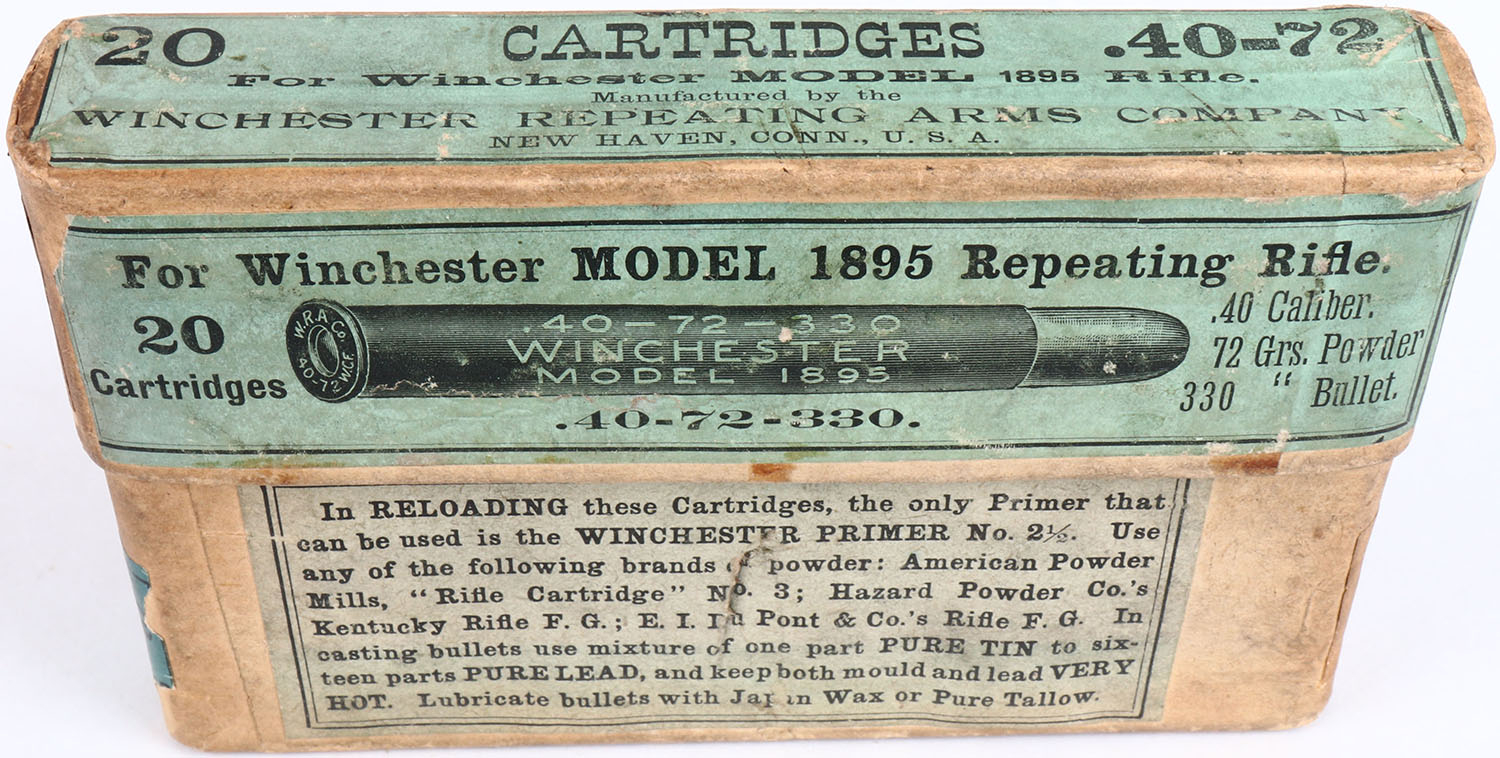 20 CARTRIDGES .40-72
For Winchester MODEL 1895 Rifle.
Manufactured by the
WINCHESTER REPEATING ARMS COMPANY,
NEW HAVEN, CONN., U. S. A.
For Winchester MODEL 1895 Repeating Rifle.
20
Cartridges
W.R.A Co.
40-72 W.C.F.
.40-72-330
WINCHESTER
MODEL 1895
.40-72-330.
.40 Caliber.
72 Grs. Powder
330 " Bullet.
In RELOADING these Cartridges, the only Primer that
can be used is the WINCHESTER PRIMER No. 2½. Use
any of the following brands powder: American Powder
Mills, "Rifle Cartridge" No. 3; Hazard Powder Co.'s
Kentucky Rifle F. G.; E. I. Du Pont & Co.'s Rifle F. G. In
casting bullets use mixture of one part PURE TIN to six-
teen parts PURE LEAD, and keep both mould and lead VERY
HOT. Lubricate bullets with Japan Wax or Pure Tallow.